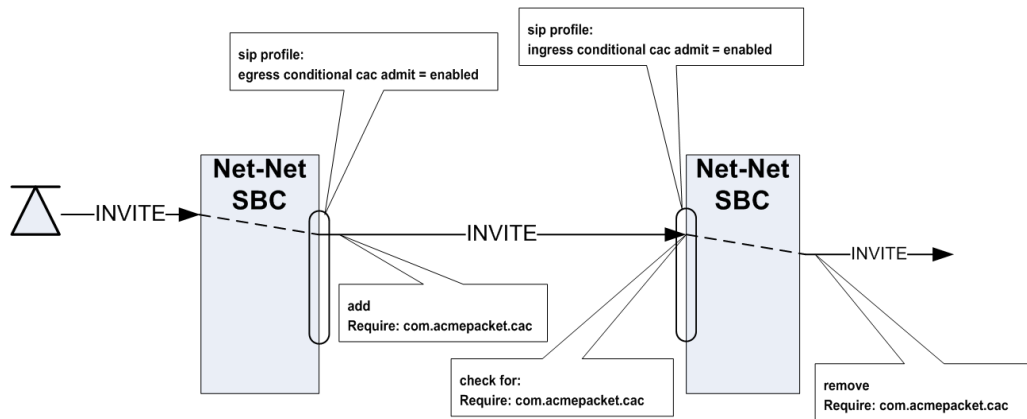 sip profile:
egress conditional cac admit = enabled
sip profile:
ingress conditional cac admit = enabled
Net-Net
SBC
Net-Net
SBC
INVITE
INVITE
INVITE
add
Require: com.acmepacket.cac
check for:
Require: com.acmepacket.cac
remove
Require: com.acmepacket.cac